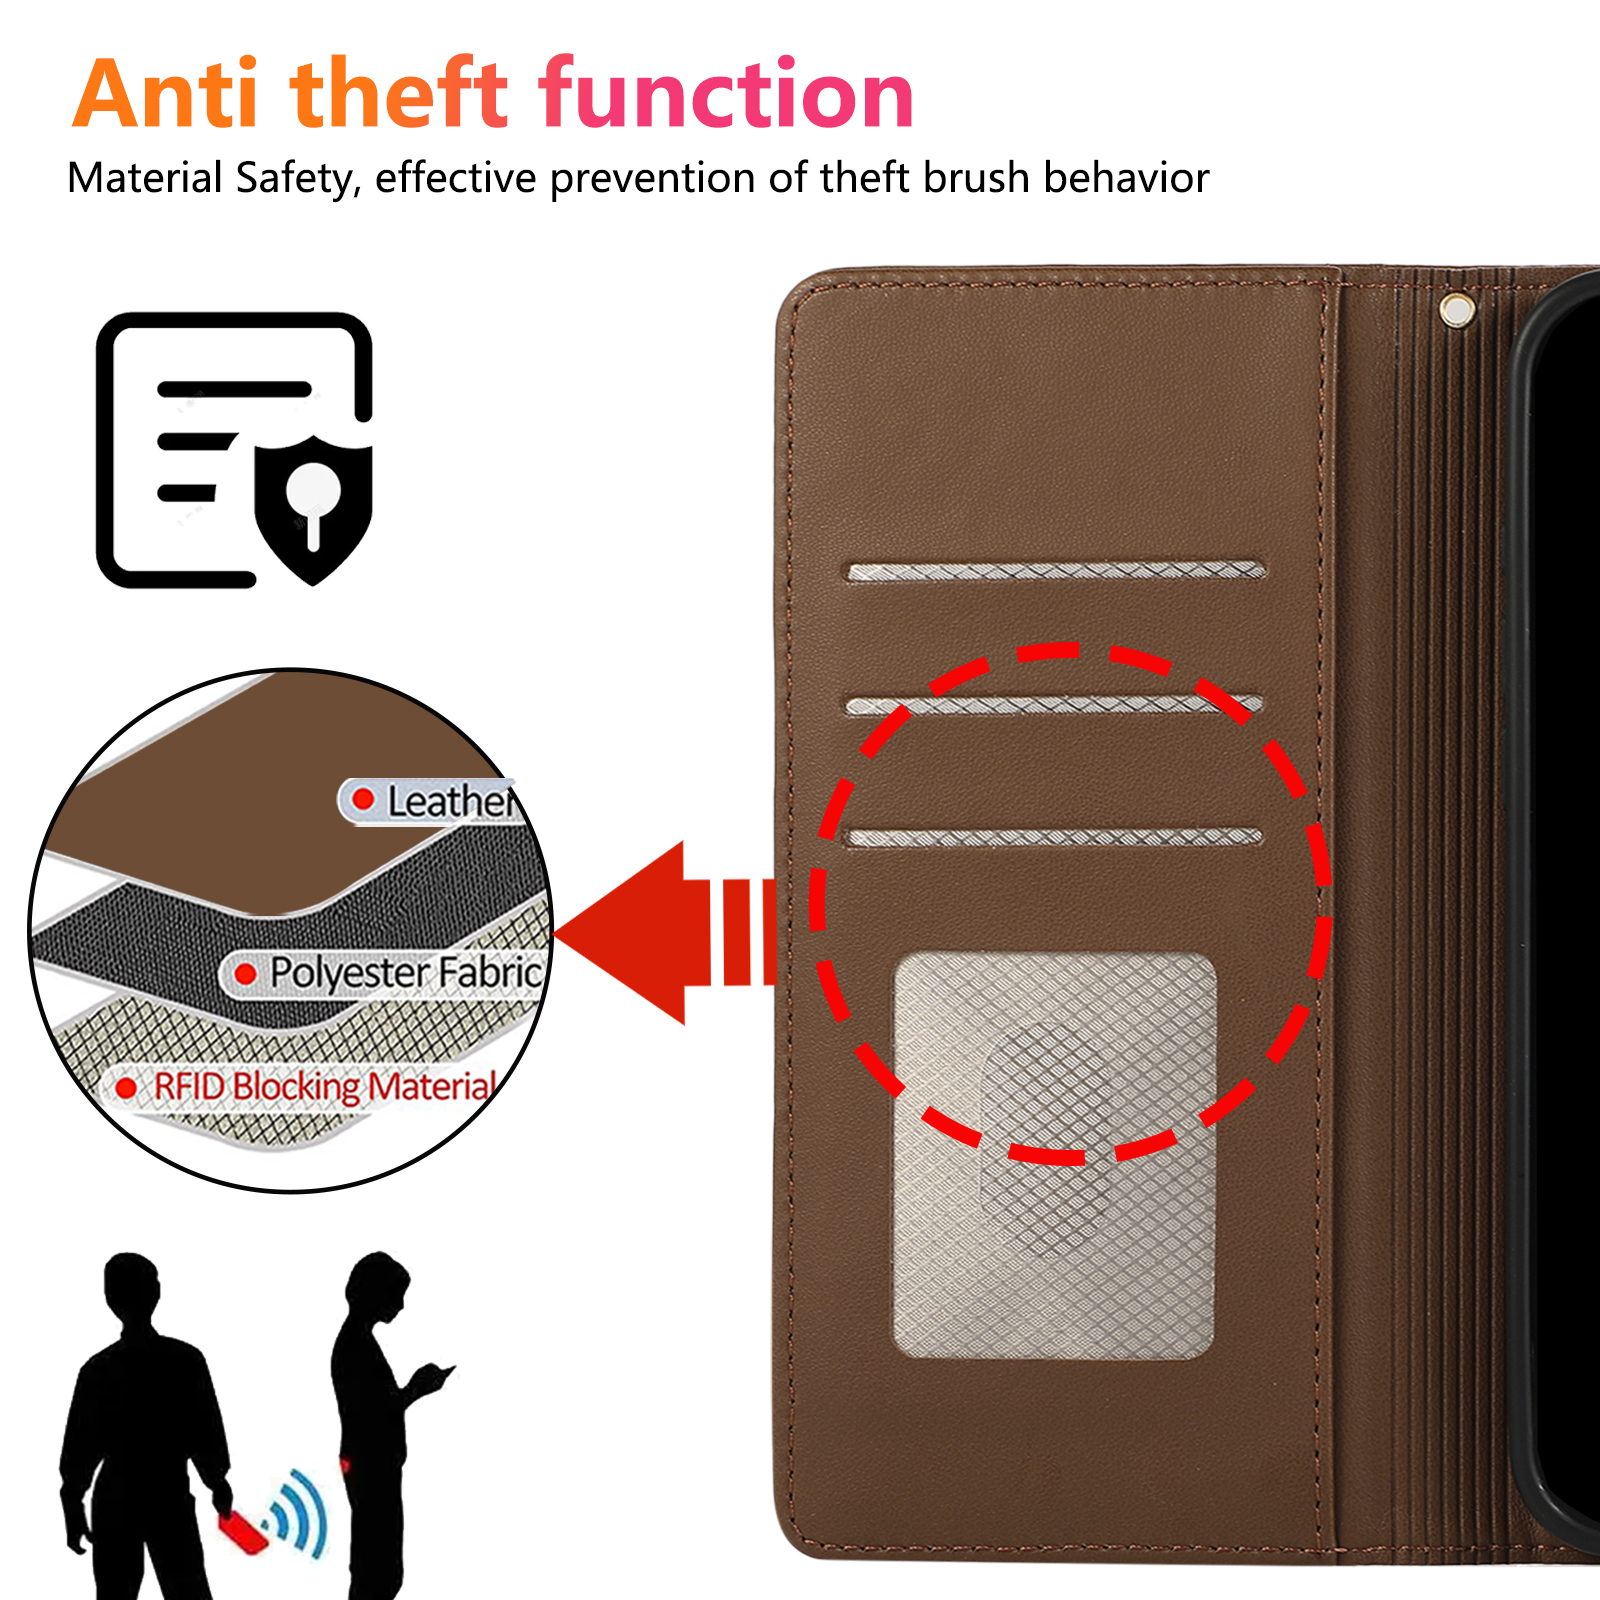 Anti theft function
Material Safety, effective prevention of theft brush behavior
Leather
Polyester Fabric
RFID Blocking Material